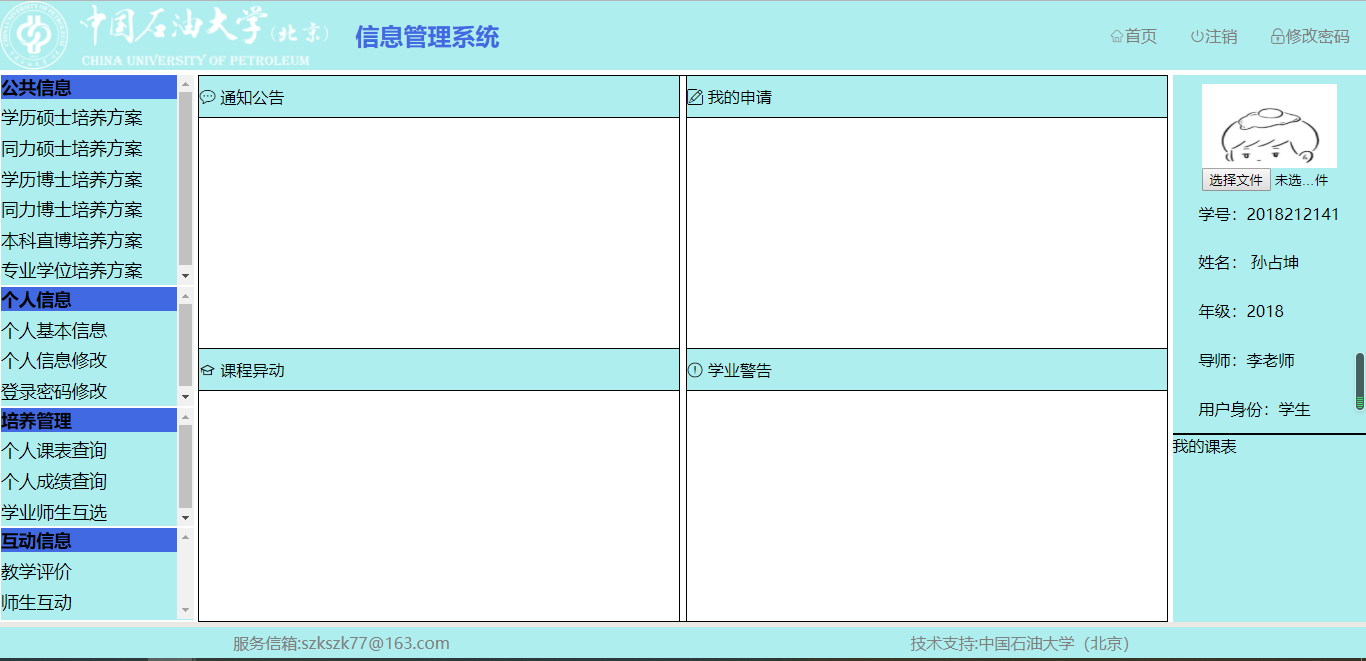 中国石油大学(北京)
CHINA UNIVERSITY OF PETROLEUM
信息管理系统
首页 注销 修改密码
公共信息
学历硕士培养方案
同力硕士培养方案
学历博士培养方案
同力博士培养方案
本科直博培养方案
专业学位培养方案
个人信息
个人基本信息
个人信息修改
登录密码修改
培养管理
个人课表查询
个人成绩查询
学业师生互选
互动信息
教学评价
师生互动
通知公告
我的申请
课程异动
学业警告
选择文件 未选...件
学号：2018212141
姓名： 孙占坤
年级：2018
导师：李老师
用户身份：学生
我的课表
服务信箱:szkszk77@163.com
技术支持:中国石油大学（北京）